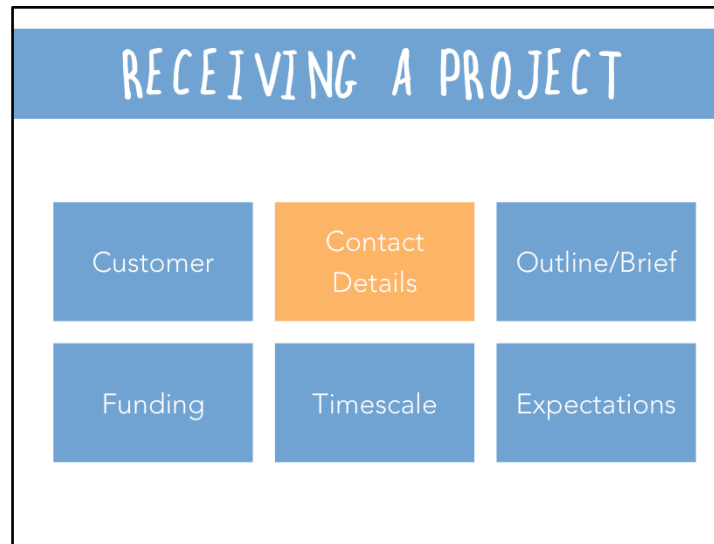 RECEIVING A PROJECT
Customer
Contact
Details
Outline/Brief
Funding
Timescale
Expectations